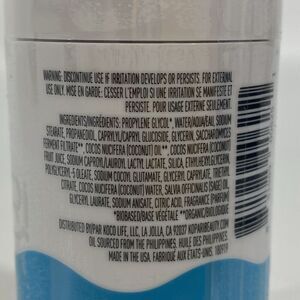 WARNING: DISCONTINUE USE IF IRRITATION DEVELOPS OR PERSISTS. FOR EXTERNAL
USE ONLY. MISE EN GARDE: CESSER L'EMPLOI SI UNE IRRITATION SE MANIFESTE ET
PERSISTE. POUR USAGE EXTERNE SEULEMENT.
INGREDIENTS/INGRÉDIENTS: PROPYLENE GLYCOL*, WATER/AQUA/EAU, SODIUM
STEARATE, PROPANEDIOL, CAPRYLYL/CAPRYL GLUCOSIDE, GLYCERIN, SACCHAROMYCES
FERMENT FILTRATE**, COCOS NUCIFERA (COCONUT) OIL**, COCOS NUCIFERA (COCONUT)
FRUIT JUICE, SODIUM CAPROYL/LAUROYL LACTYL LACTATE, SILICA, ETHYLHEXYLGLYCERIN,
POLYGLYCERYL-5 OLEATE, SODIUM COCOYL GLUTAMATE, GLYCERYL CAPRYLATE, TRIETHYL
CITRATE, COCOS NUCIFERA (COCONUT) WATER, SALVIA OFFICINALIS (SAGE) OIL,
GLYCERYL LAURATE, SODIUM ANISATE, CITRIC ACID, FRAGRANCE (PARFUM)
*BIOBASED/BASE VÉGÉTALE **ORGANIC/BIOLOGIQUE
DISTRIBUTED BY/PAR KOCO LIFE, LLC, LA JOLLA, CA 92037 KOPARIBEAUTY.COM
OIL SOURCED FROM THE PHILIPPINES. HUILE DES PHILIPPINES
MADE IN USA. FABRIQUÉ AUX ÉTATS-UNIS. 180919